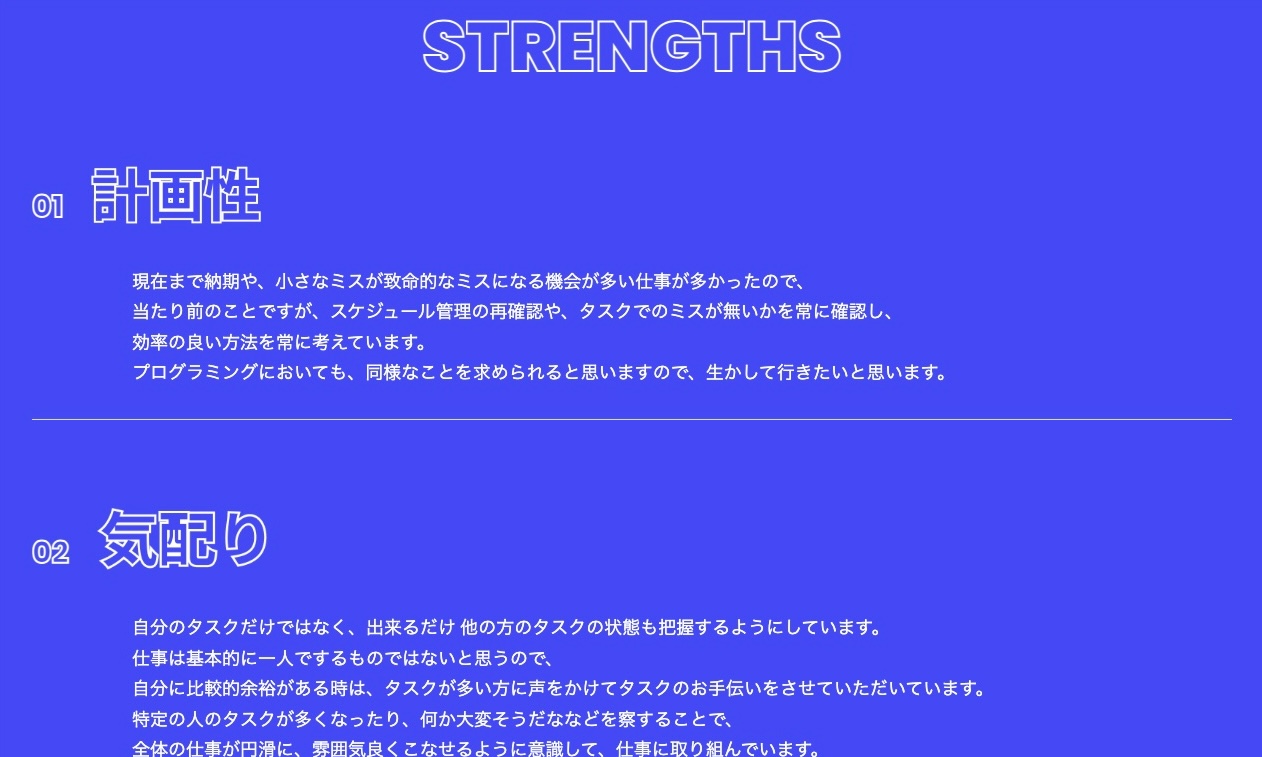 STRENGTHS
01 計画性
現在まで納期や、小さなミスが致命的なミスになる機会が多い仕事が多かったので、
当たり前のことですが、スケジュール管理の再確認や、タスクでのミスが無いかを常に確認し、
効率の良い方法を常に考えています。
プログラミングにおいても、同様なことを求められると思いますので、生かして行きたいと思います。
02 気配り
自分のタスクだけではなく、出来るだけ 他の方のタスクの状態も把握するようにしています。
仕事は基本的に一人でするものではないと思うので、
自分に比較的余裕がある時は、タスクが多い方に声をかけてタスクのお手伝いをさせていただいています。
特定の人のタスクが多くなったり、何か大変そうだななどを察することで、
全体の仕事が円滑に、雰囲気良くこなせるように意識して、仕事に取り組んでいます。